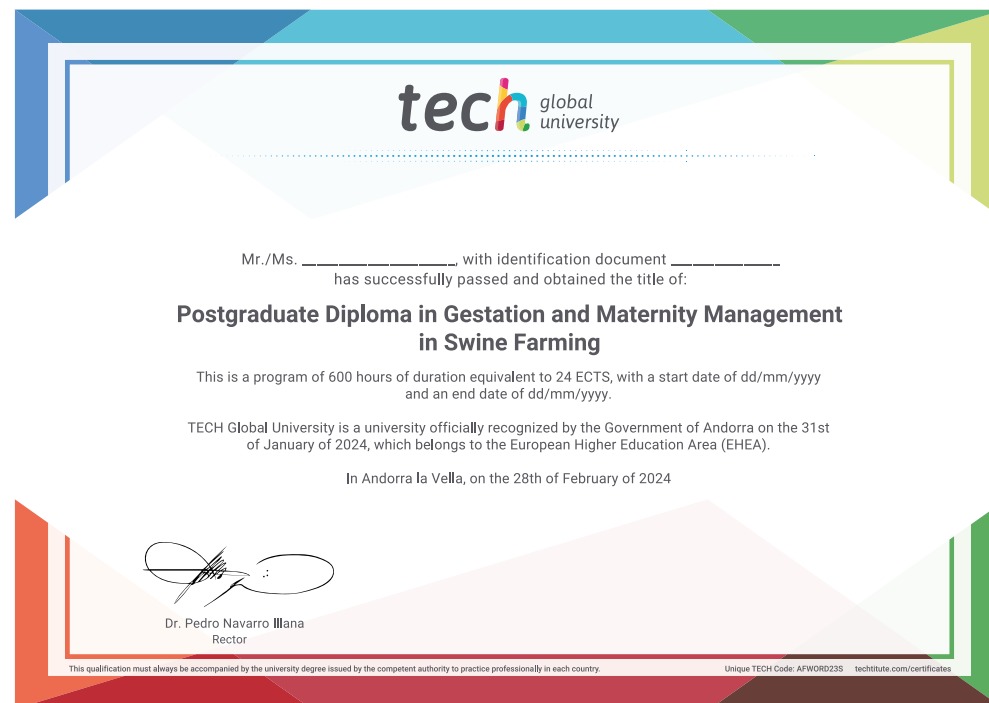 tech global university
Mr./Ms. ____________________, with identification document ______________
has successfully passed and obtained the title of:
Postgraduate Diploma in Gestation and Maternity Management
in Swine Farming
This is a program of 600 hours of duration equivalent to 24 ECTS, with a start date of dd/mm/yyyy
and an end date of dd/mm/yyyy.
TECH Global University is a university officially recognized by the Government of Andorra on the 31st
of January of 2024, which belongs to the European Higher Education Area (EHEA).
In Andorra la Vella, on the 28th of February of 2024
Dr. Pedro Navarro Illana
Rector
This qualification must always be accompanied by the university degree issued by the competent authority to practice professionally in each country.
Unique TECH Code: AFWORD23S techtitute.com/certificates